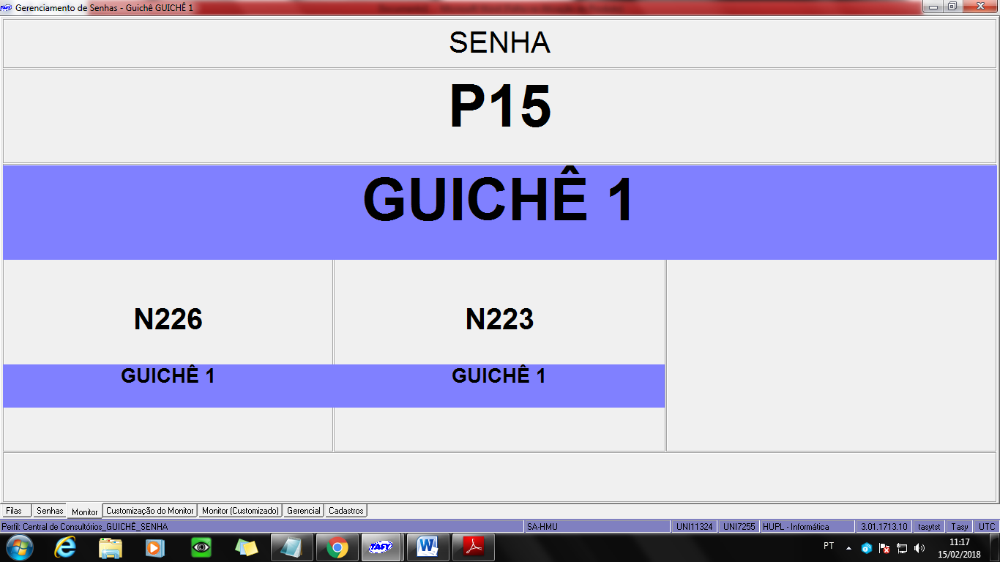 TASY Gerenciamento de Senhas - Guichê GUICHÊ 1
SENHA
P15
GUICHÊ 1
N226 N223
GUICHÊ 1 GUICHÊ 1
Filas Senhas Monitor Customização do Monitor Monitor (Customizado) Gerencial Cadastros
Perfil: Central de Consultórios_GUICHÊ_SENHA SA-HMU UNI11324 UNI7255 HUPL - Informática 3.01.1713.10 tasytst Tasy UTC
TASY PT 11:17
15/02/2018